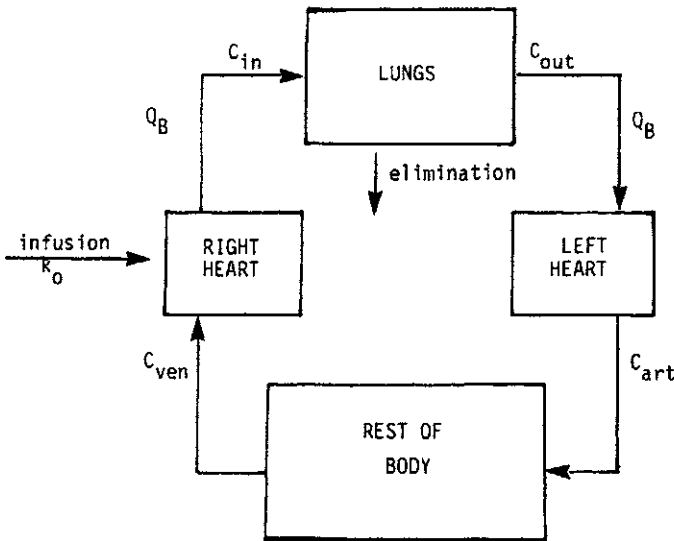 C_in
LUNGS
C_out
Q_B
Q_B
elimination
infusion
k_o
RIGHT
HEART
LEFT
HEART
C_ven
C_art
REST OF
BODY